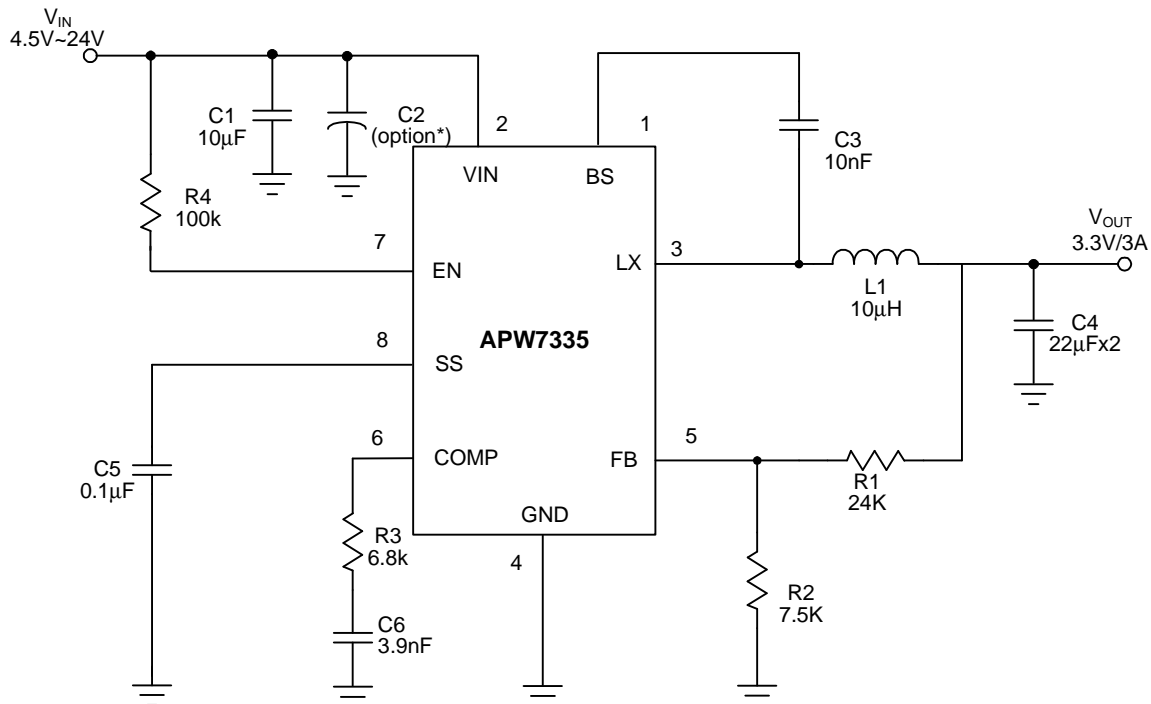 VIN
4.5V~24V
C1
10μF
C2
(option*)
2
1
C3
10nF
VIN
BS
R4
100k
7
EN
LX
3
VOUT
3.3V/3A
L1
10μH
C4
22μFx2
APW7335
8
SS
6
COMP
FB
5
C5
0.1μF
R1
24K
GND
R3
6.8k
4
R2
7.5K
C6
3.9nF